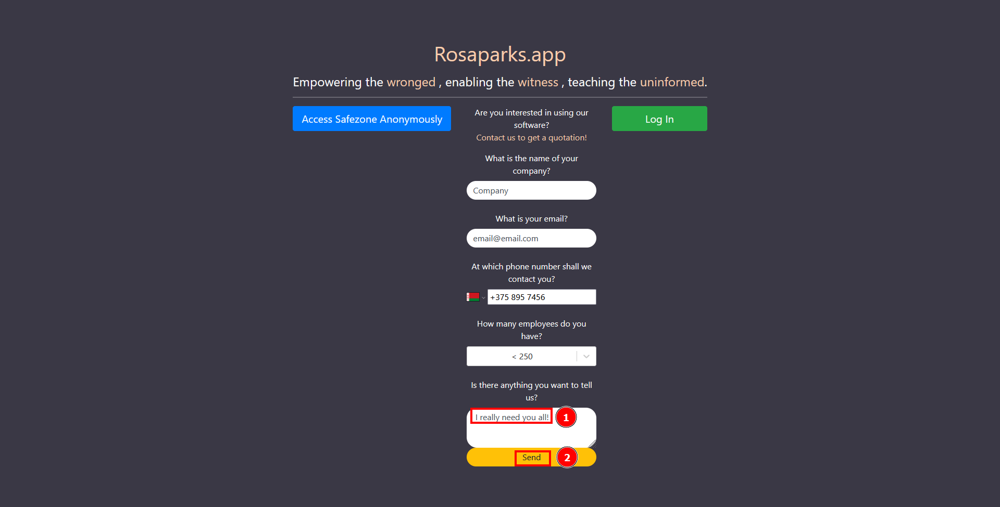 Rosaparks.app
Empowering the wronged , enabling the witness , teaching the uninformed.
Access Safezone Anonymously
Are you interested in using our
software?
Contact us to get a quotation!
Log In
What is the name of your
company?
Company
What is your email?
email@email.com
At which phone number shall we
contact you?
+375 895 7456
How many employees do you
have?
< 250
Is there anything you want to tell
us?
I really need you all!
1
Send
2